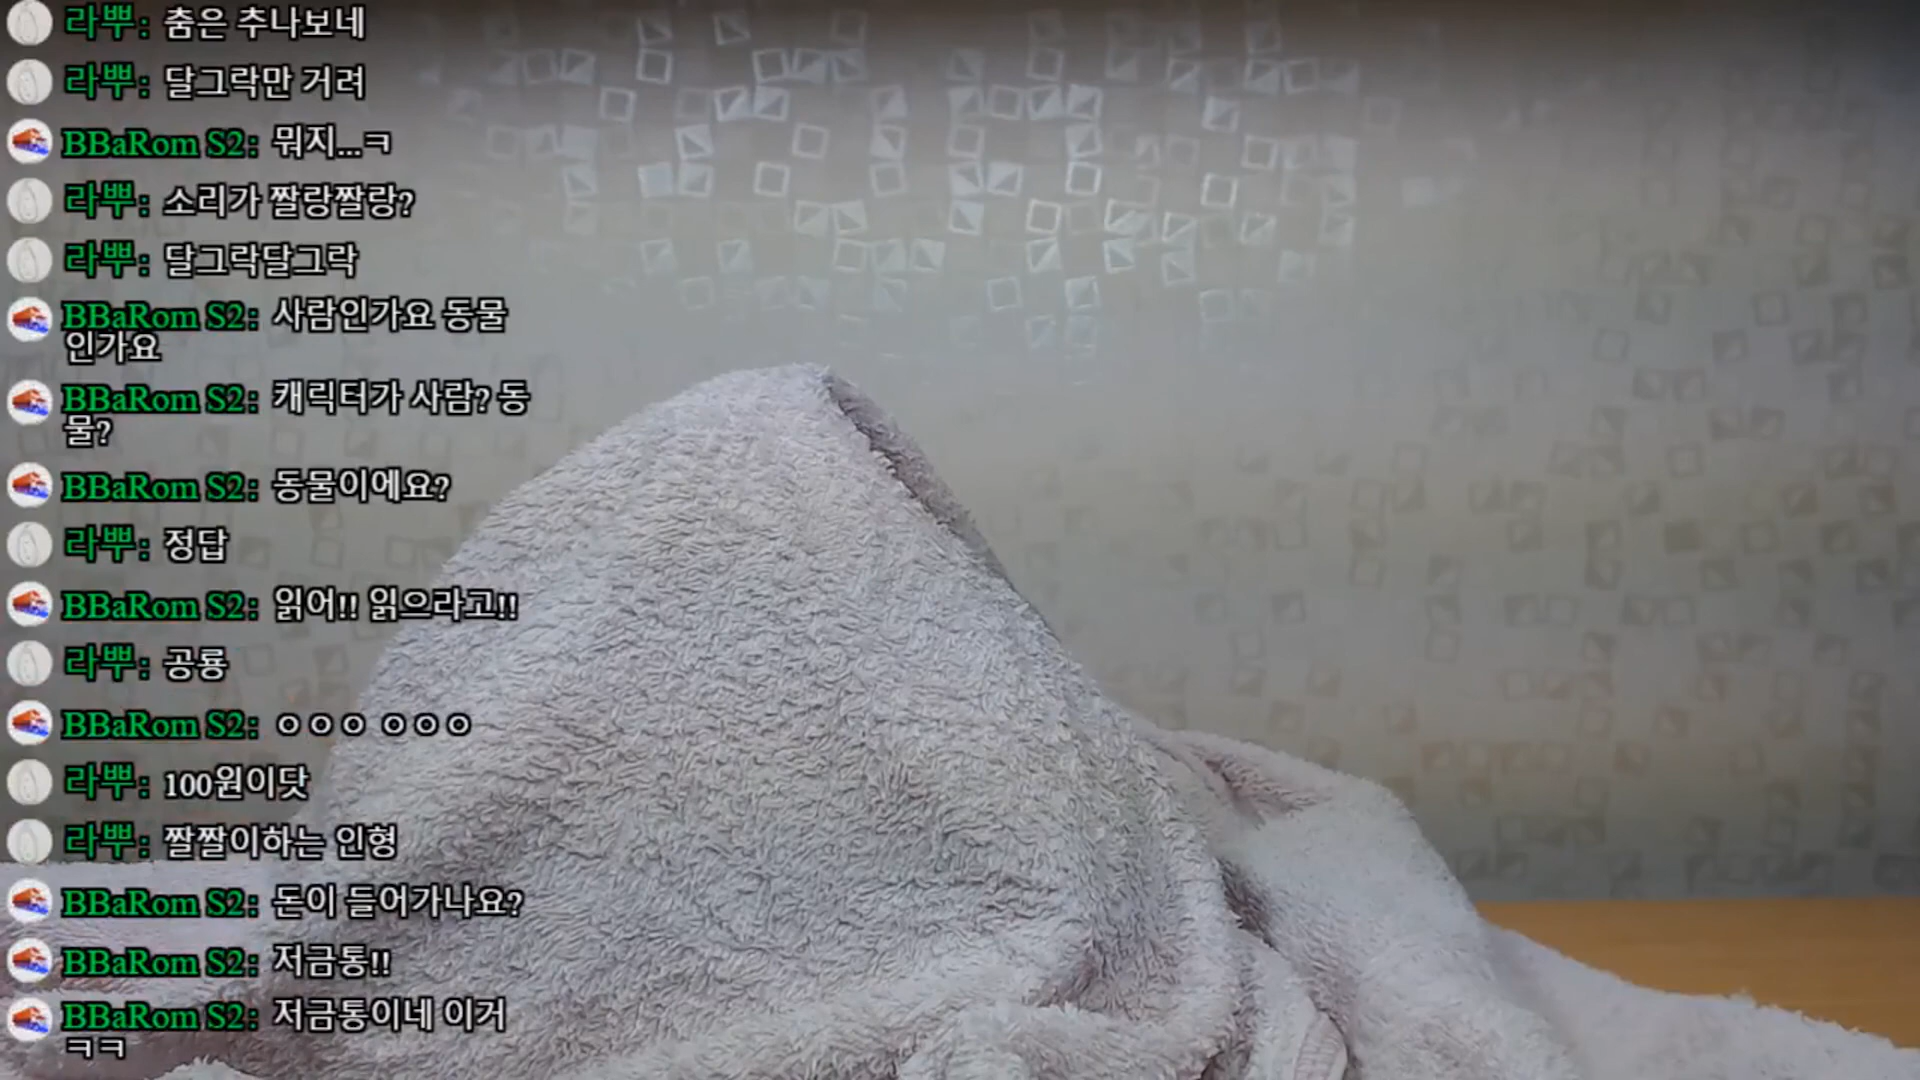 라뿌: 춤은 추나보네
라뿌: 달그락만 거려
BBaRom S2: 뭐지...ㅋ
라뿌: 소리가 짤랑짤랑?
라뿌: 달그락달그락
BBaRom S2: 사람인가요 동물
인가요
BBaRom S2: 캐릭터가 사람? 동
물?
BBaRom S2: 동물이에요?
라뿌: 정답
BBaRom S2: 읽어!! 읽으라고!!
라뿌: 공룡
BBaRom S2: ㅇㅇㅇ ㅇㅇㅇ
라뿌: 100원이닷
라뿌: 짤짤이하는 인형
BBaRom S2: 돈이 들어가나요?
BBaRom S2: 저금통!!
BBaRom S2: 저금통이네 이거
ㅋㅋ